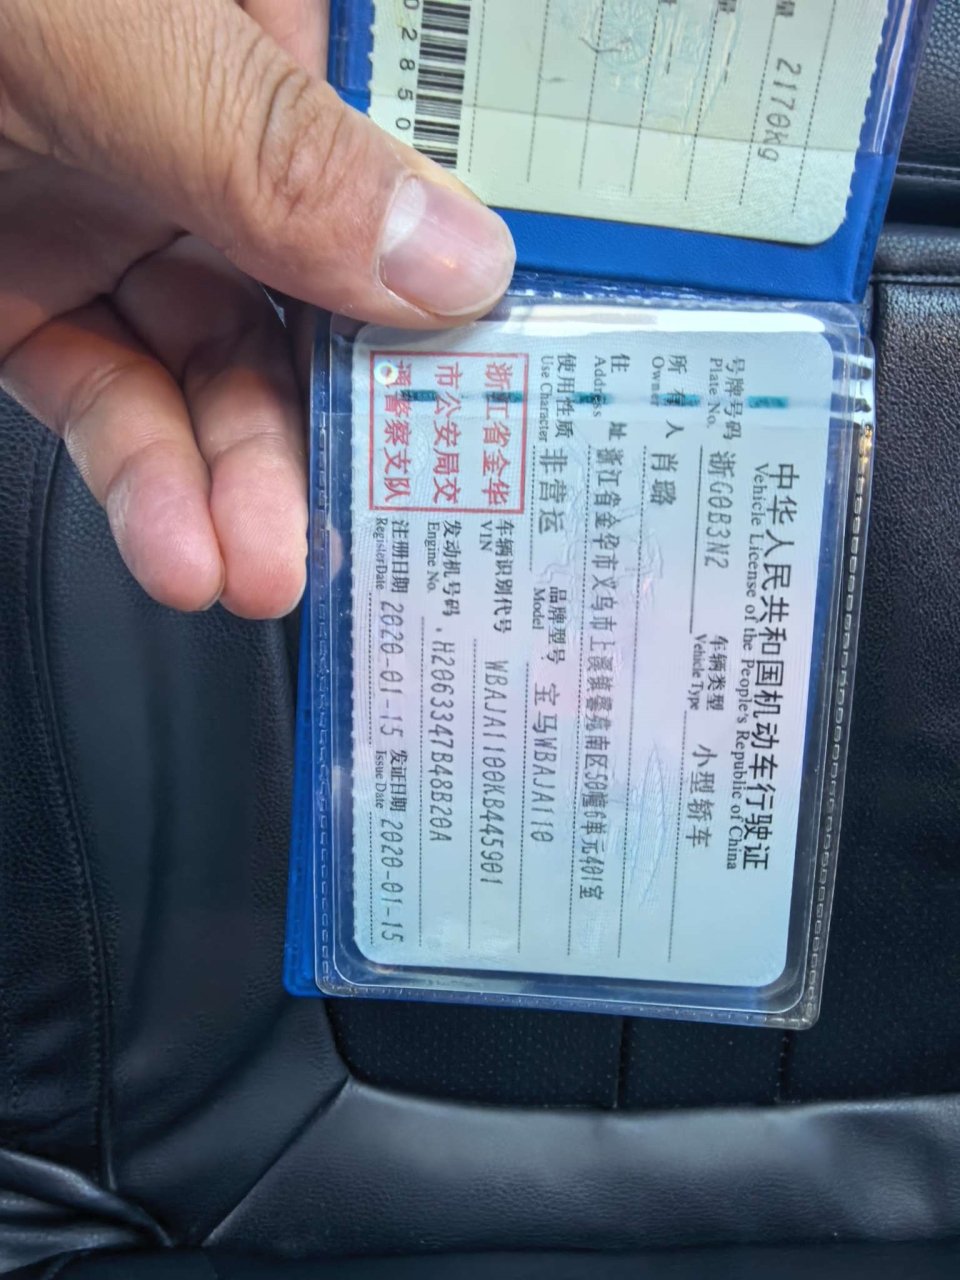 中华人民共和国机动车行驶证
Vehicle License of the People's Republic of China
号牌号码 浙G0B3N2 车辆类型 小型轿车
Plate No. Vehicle Type
所有人 肖璐
Owner
住址 浙江省金华市义乌市上溪镇馨苑南区50幢6单元401室
Address
使用性质 非营运 品牌型号 宝马WBAJA110
Use Character Model
浙江省金华
市公安局交
通警察支队
车辆识别代号 WBAJA1100KB445901
VIN
发动机号码 .H2063347B48B20A
Engine No.
注册日期 2020-01-15 发证日期 2020-01-15
Register Date Issue Date
量 2170kg
02850